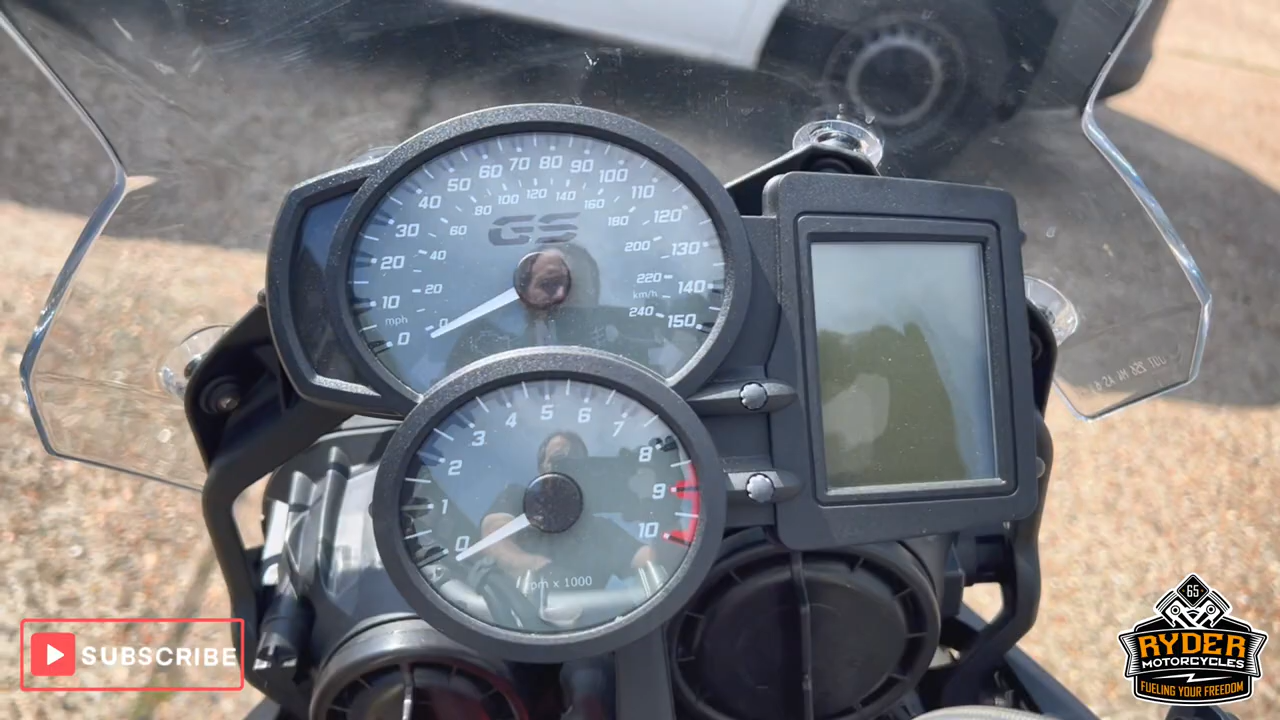 0 10 20 30 40 50 60 70 80 90 100 110 120 130 140 150
mph
0 20 40 60 80 100 120 140 160 180 200 220 240
km/h
GS
0 1 2 3 4 5 6 7 8 9 10
rpm x 1000
SUBSCRIBE
65
RYDER
MOTORCYCLES
FUELING YOUR FREEDOM